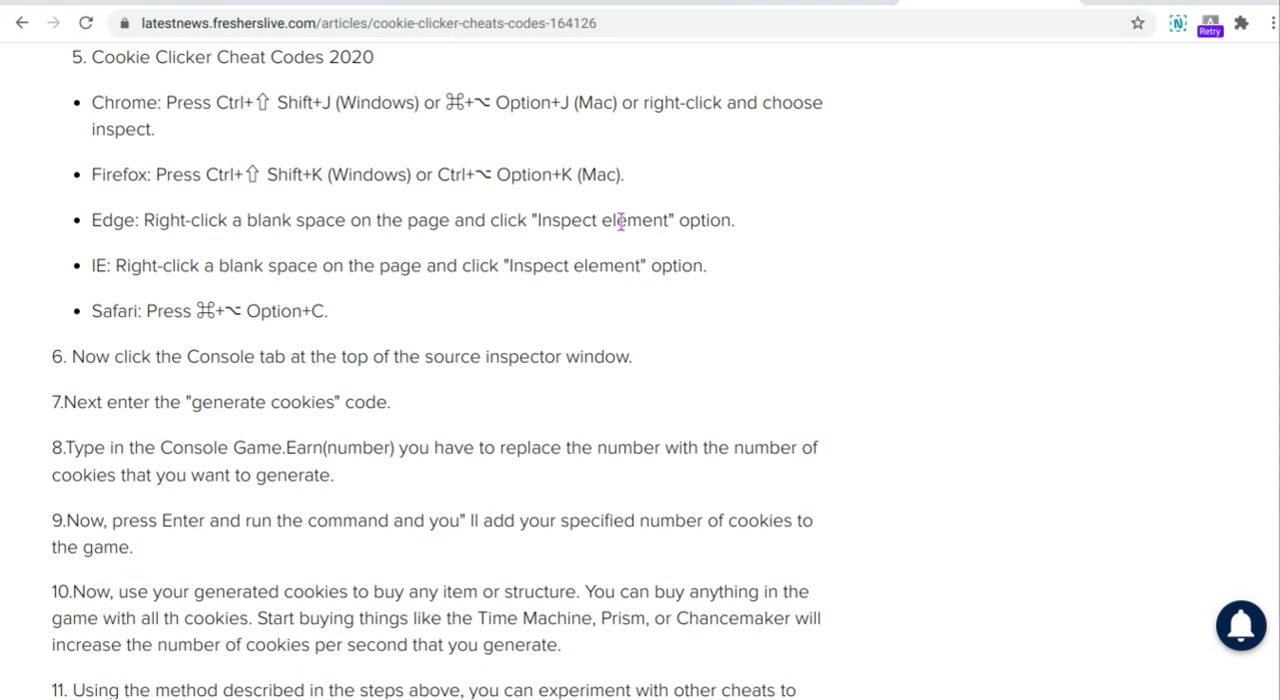 latestnews.fresherslive.com/articles/cookie-clicker-cheats-codes-164126
Retry
5. Cookie Clicker Cheat Codes 2020
• Chrome: Press Ctrl+⇧ Shift+J (Windows) or ⌘+⌥ Option+J (Mac) or right-click and choose
inspect.
• Firefox: Press Ctrl+⇧ Shift+K (Windows) or Ctrl+⌥ Option+K (Mac).
• Edge: Right-click a blank space on the page and click "Inspect element" option.
• IE: Right-click a blank space on the page and click "Inspect element" option.
• Safari: Press ⌘+⌥ Option+C.
6. Now click the Console tab at the top of the source inspector window.
7.Next enter the "generate cookies" code.
8.Type in the Console Game.Earn(number) you have to replace the number with the number of
cookies that you want to generate.
9.Now, press Enter and run the command and you" ll add your specified number of cookies to
the game.
10.Now, use your generated cookies to buy any item or structure. You can buy anything in the
game with all th cookies. Start buying things like the Time Machine, Prism, or Chancemaker will
increase the number of cookies per second that you generate.
11. Using the method described in the steps above, you can experiment with other cheats to